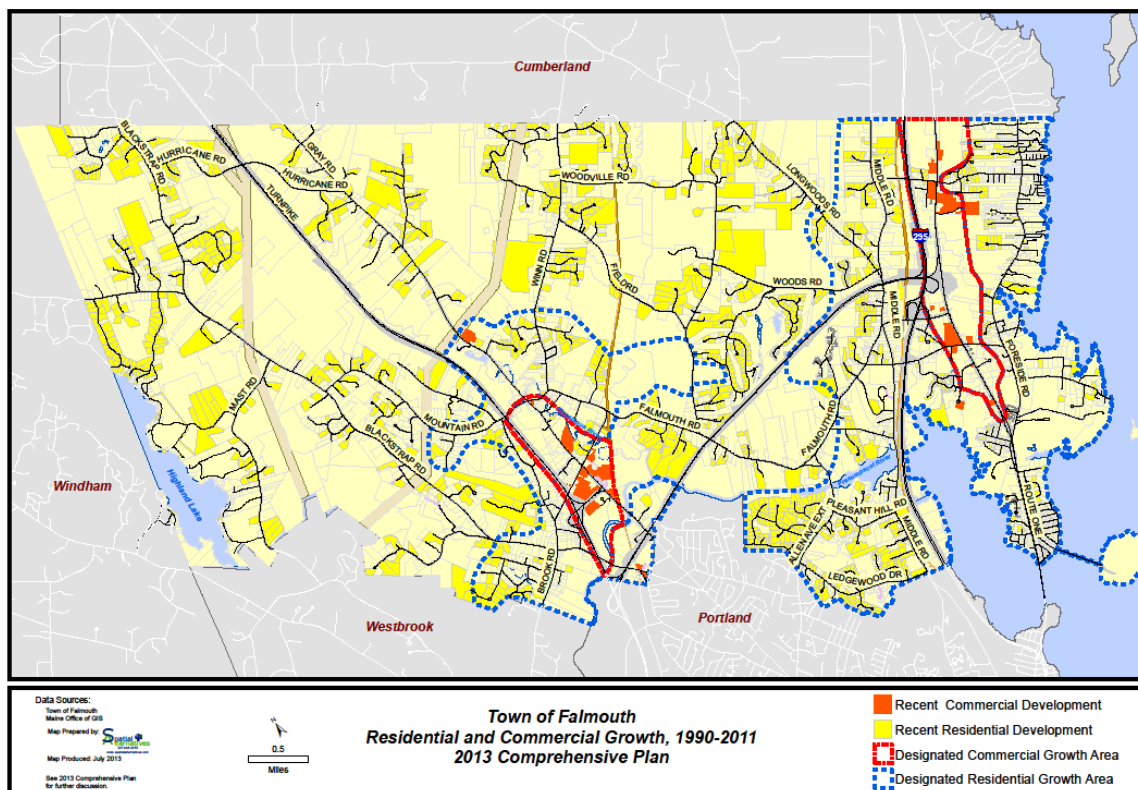 Cumberland
BLACKSTRAP RD
HURRICANE RD
GRAY RD
HURRICANE RD
TURNPIKE
WOODVILLE RD
LONGWOODS RD
MIDDLE RD
295
WINN RD
FIELD RD
WOODS RD
MIDDLE RD
FORESIDE RD
MAST RD
MOUNTAIN RD
BLACKSTRAP RD
FALMOUTH RD
FALMOUTH RD
Windham
Highland Lake
PLEASANT HILL RD
ALLEN AVE EXT
MIDDLE RD
ROUTE ONE
LEDGEWOOD DR
BROOK RD
Westbrook
Portland
Data Sources:
Town of Falmouth
Maine Office of GIS
Map Prepared by:
Spatial
Alternatives
Map Produced: July 2013
See 2013 Comprehensive Plan
for further discussion.
N
0.5
Miles
Town of Falmouth
Residential and Commercial Growth, 1990-2011
2013 Comprehensive Plan
Recent Commercial Development
Recent Residential Development
Designated Commercial Growth Area
Designated Residential Growth Area